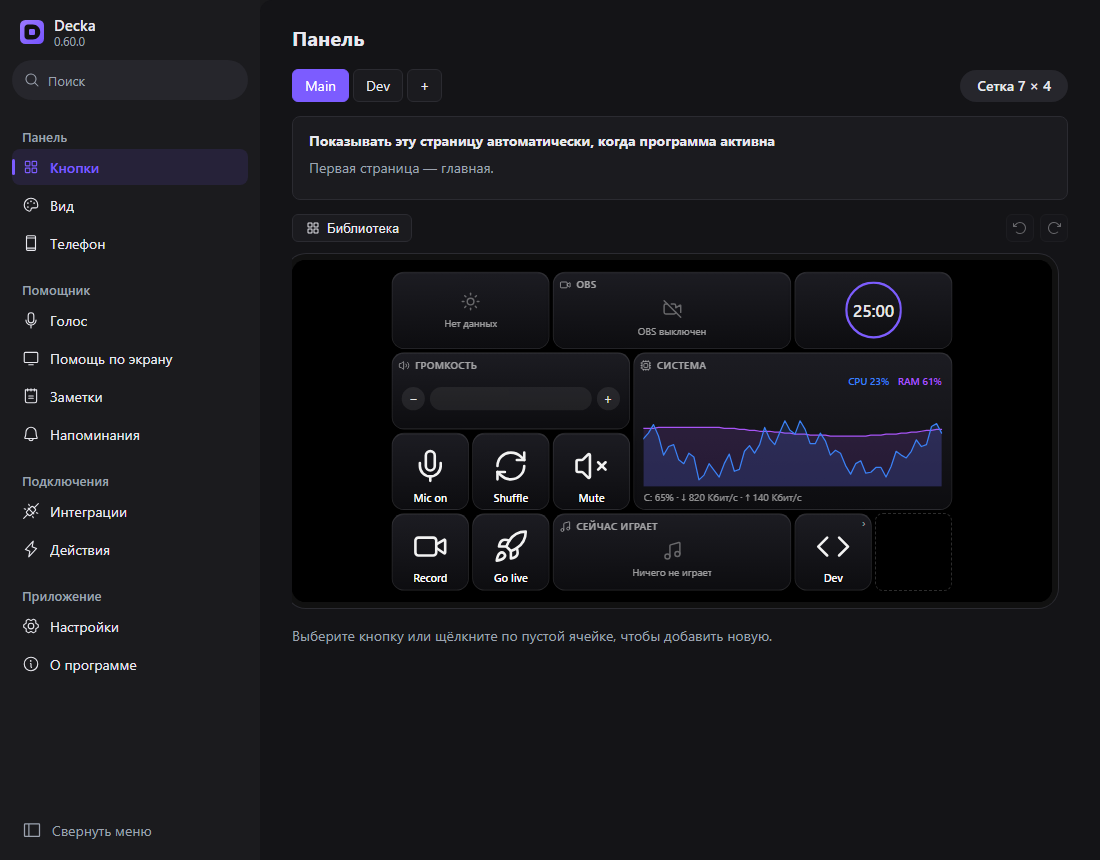 Decka
0.60.0
Поиск
Панель
Кнопки
Вид
Телефон
Помощник
Голос
Помощь по экрану
Заметки
Напоминания
Подключения
Интеграции
Действия
Приложение
Настройки
О программе
Свернуть меню
Панель
Main
Dev
+
Сетка 7 × 4
Показывать эту страницу автоматически, когда программа активна
Первая страница — главная.
Библиотека
Нет данных
OBS
OBS выключен
25:00
ГРОМКОСТЬ
− +
СИСТЕМА
CPU 23% RAM 61%
C: 65% · ↓ 820 Кбит/с · ↑ 140 Кбит/с
Mic on
Shuffle
Mute
Record
Go live
СЕЙЧАС ИГРАЕТ
Ничего не играет
Dev
Выберите кнопку или щёлкните по пустой ячейке, чтобы добавить новую.